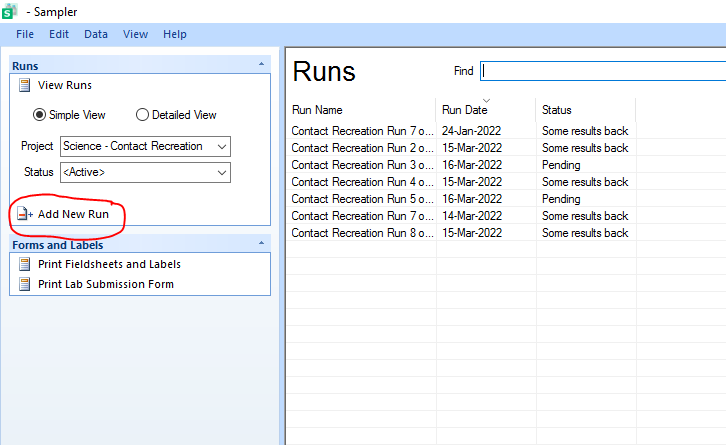 S - Sampler
File Edit Data View Help
Runs
View Runs
Simple View Detailed View
Project Science - Contact Recreation
Status <Active>
Add New Run
Forms and Labels
Print Fieldsheets and Labels
Print Lab Submission Form
Runs
Find
Run Name Run Date Status
Contact Recreation Run 7 o... 24-Jan-2022 Some results back
Contact Recreation Run 2 o... 15-Mar-2022 Some results back
Contact Recreation Run 3 o... 16-Mar-2022 Pending
Contact Recreation Run 4 o... 15-Mar-2022 Some results back
Contact Recreation Run 5 o... 16-Mar-2022 Pending
Contact Recreation Run 7 o... 14-Mar-2022 Some results back
Contact Recreation Run 8 o... 15-Mar-2022 Some results back